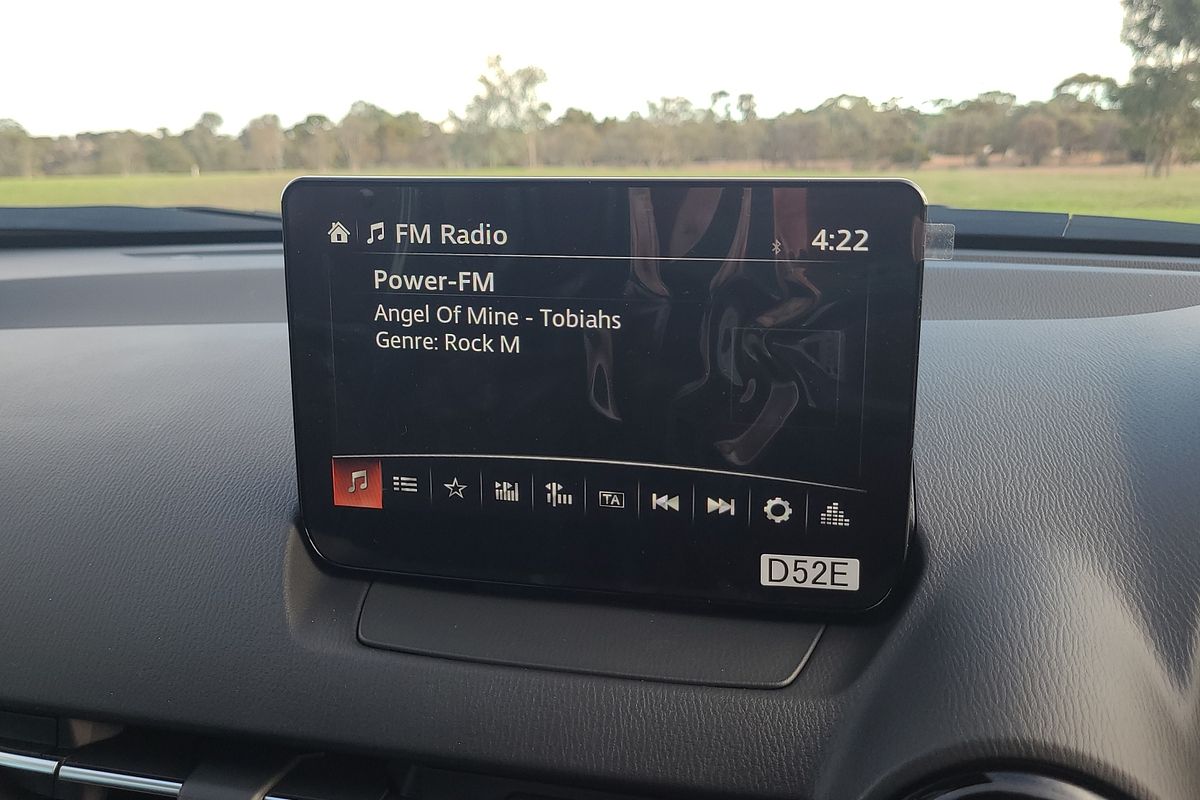 FM Radio
4:22
Power-FM
Angel Of Mine - Tobiahs
Genre: Rock M
TA
D52E